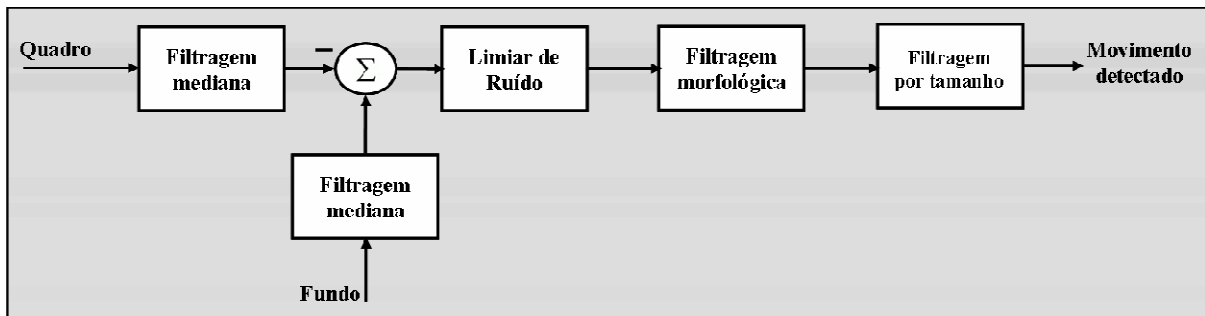 Quadro
Filtragem
mediana
−
Σ
Limiar de
Ruído
Filtragem
morfológica
Filtragem
por tamanho
Movimento
detectado
Filtragem
mediana
Fundo